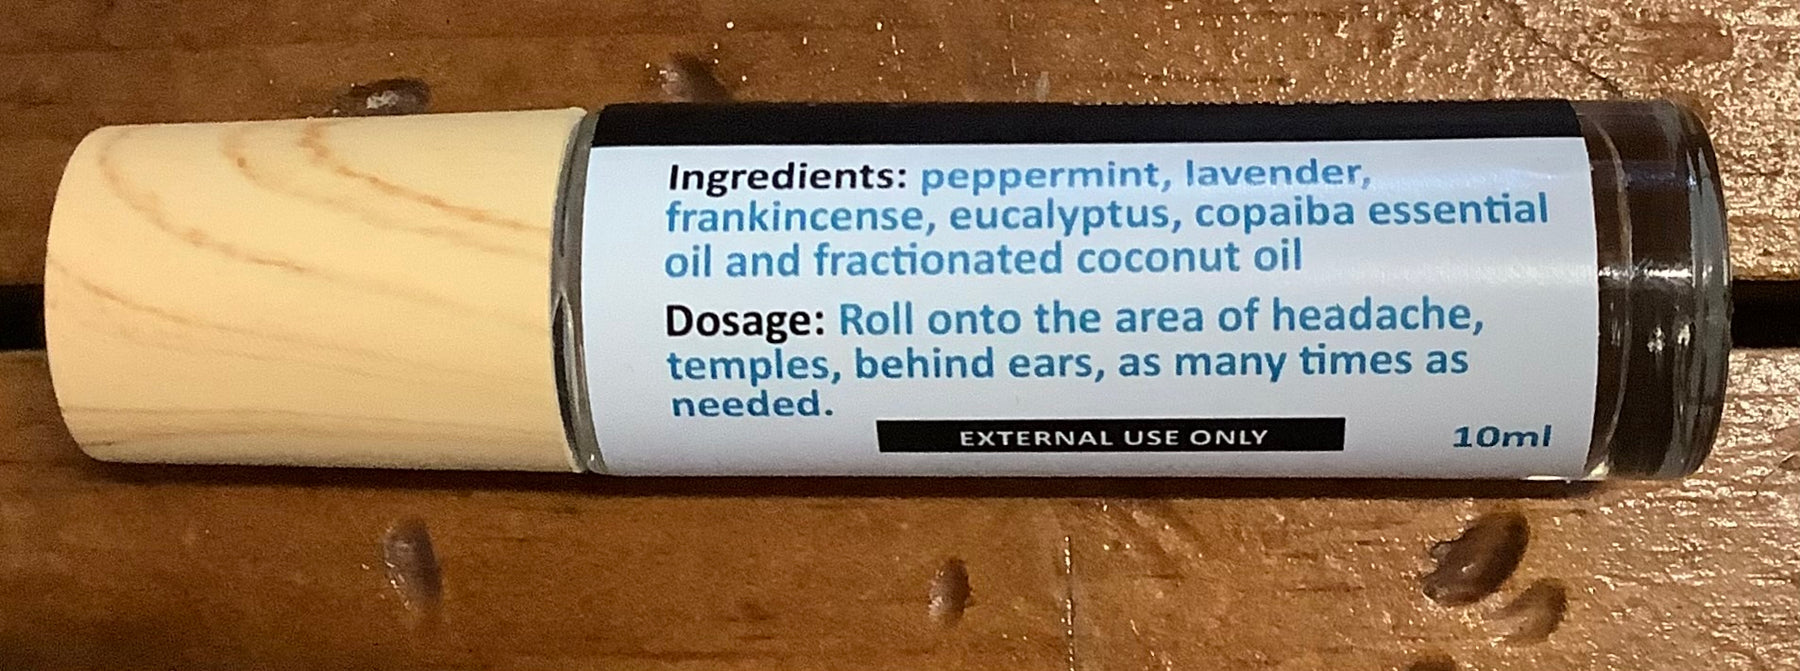 Ingredients: peppermint, lavender,
frankincense, eucalyptus, copaiba essential
oil and fractionated coconut oil
Dosage: Roll onto the area of headache,
temples, behind ears, as many times as
needed.
EXTERNAL USE ONLY
10ml